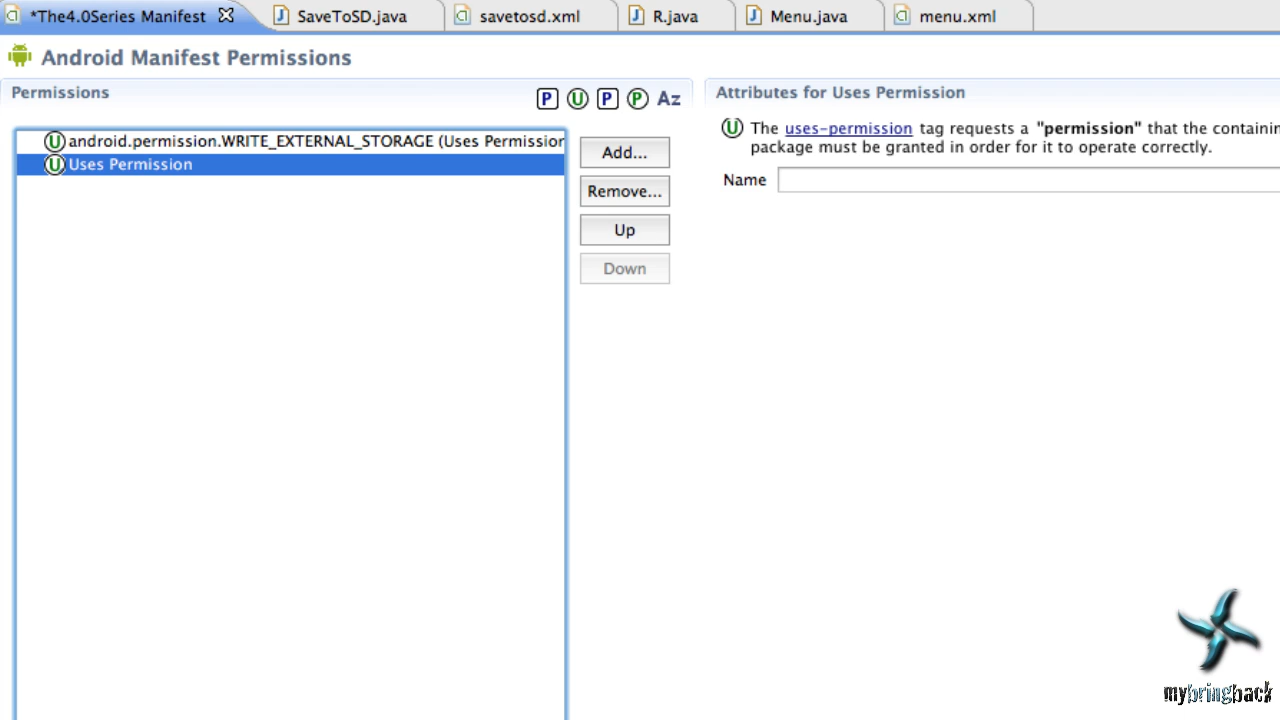 *The4.0Series Manifest
SaveToSD.java
savetosd.xml
R.java
Menu.java
menu.xml
Android Manifest Permissions
Permissions
P U P P Az
U android.permission.WRITE_EXTERNAL_STORAGE (Uses Permission
U Uses Permission
Add...
Remove...
Up
Down
Attributes for Uses Permission
U The uses-permission tag requests a "permission" that the containin
package must be granted in order for it to operate correctly.
Name
mybringback